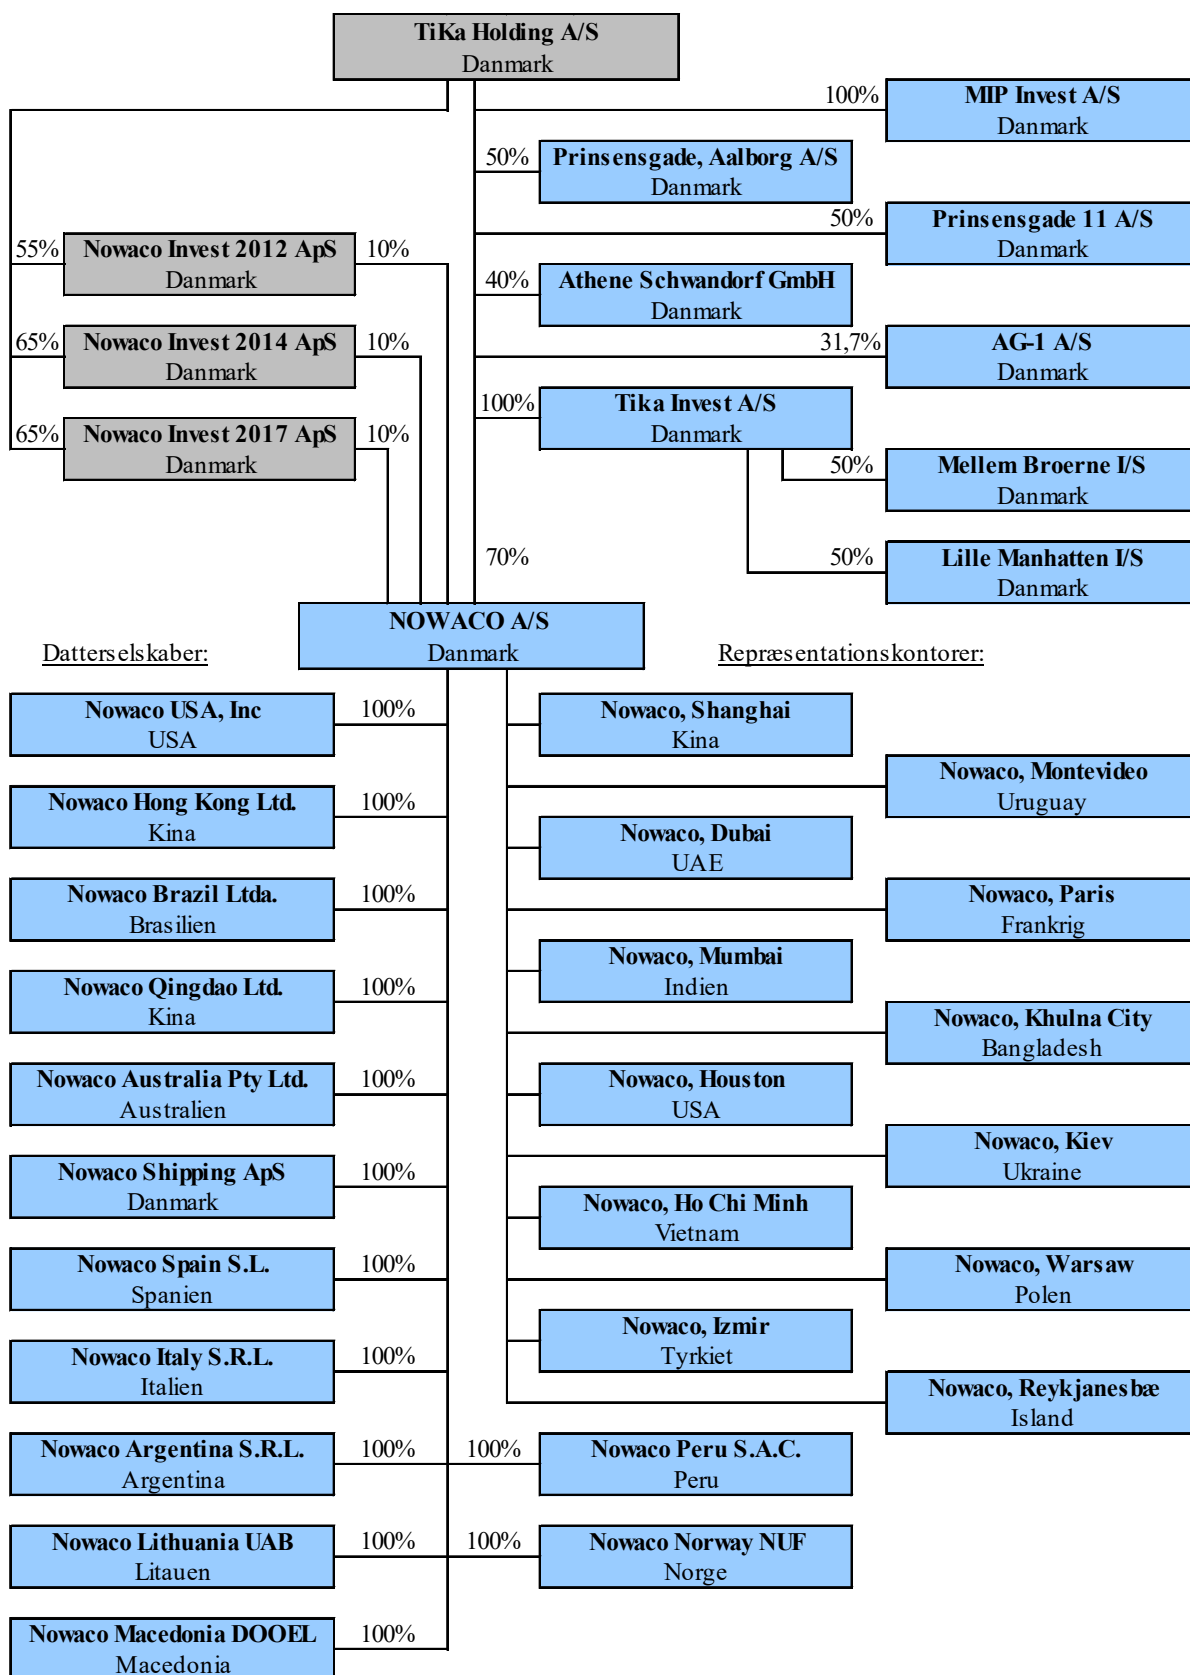 TiKa Holding A/S
Danmark
100%
MIP Invest A/S
Danmark
50%
Prinsensgade, Aalborg A/S
Danmark
50%
Prinsensgade 11 A/S
Danmark
55%
Nowaco Invest 2012 ApS
Danmark
10%
40%
Athene Schwandorf GmbH
Danmark
65%
Nowaco Invest 2014 ApS
Danmark
10%
31,7%
AG-1 A/S
Danmark
100%
Tika Invest A/S
Danmark
65%
Nowaco Invest 2017 ApS
Danmark
10%
50%
Mellem Broerne I/S
Danmark
70%
50%
Lille Manhatten I/S
Danmark
NOWACO A/S
Danmark
Datterselskaber:
Repræsentationskontorer:
Nowaco USA, Inc
USA
100%
Nowaco, Shanghai
Kina
Nowaco, Montevideo
Uruguay
Nowaco Hong Kong Ltd.
Kina
100%
Nowaco, Dubai
UAE
Nowaco Brazil Ltda.
Brasilien
100%
Nowaco, Paris
Frankrig
Nowaco, Mumbai
Indien
Nowaco Qingdao Ltd.
Kina
100%
Nowaco, Khulna City
Bangladesh
Nowaco Australia Pty Ltd.
Australien
100%
Nowaco, Houston
USA
Nowaco, Kiev
Ukraine
Nowaco Shipping ApS
Danmark
100%
Nowaco, Ho Chi Minh
Vietnam
Nowaco Spain S.L.
Spanien
100%
Nowaco, Warsaw
Polen
Nowaco, Izmir
Tyrkiet
Nowaco Italy S.R.L.
Italien
100%
Nowaco, Reykjanesbæ
Island
Nowaco Argentina S.R.L.
Argentina
100%
100%
Nowaco Peru S.A.C.
Peru
Nowaco Lithuania UAB
Litauen
100%
100%
Nowaco Norway NUF
Norge
Nowaco Macedonia DOOEL
Macedonia
100%